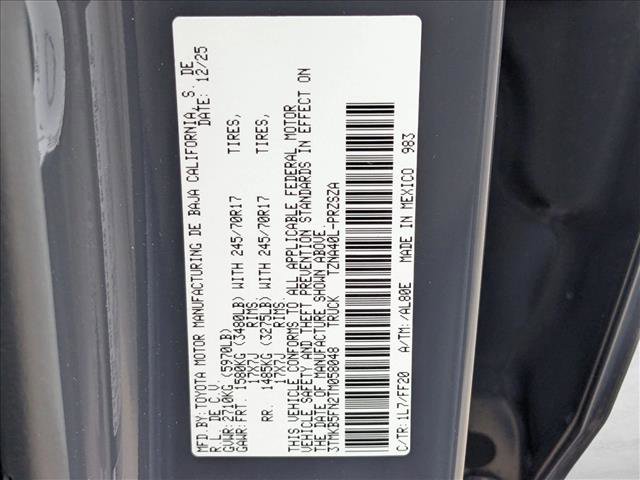 MFD.BY:TOYOTA MOTOR MANUFACTURING DE BAJA CALIFORNIA, S. DE
R.L. DE C.V. DATE: 12/25
GVWR: 2710KG (5970LB)
GAWR:FRT. 1580KG (3480LB) WITH 245/70R17 TIRES,
17X7J RIMS.
RR. 1485KG (3275LB) WITH 245/70R17 TIRES,
17X7J RIMS.
THIS VEHICLE CONFORMS TO ALL APPLICABLE FEDERAL MOTOR
VEHICLE SAFETY AND THEFT PREVENTION STANDARDS IN EFFECT ON
THE DATE OF MANUFACTURE SHOWN ABOVE.
3TMKB5FN2TM058048 TRUCK TZNA40L-PRZSZA
C/TR:1L7/FF20 A/TM:/AL80E MADE IN MEXICO 983